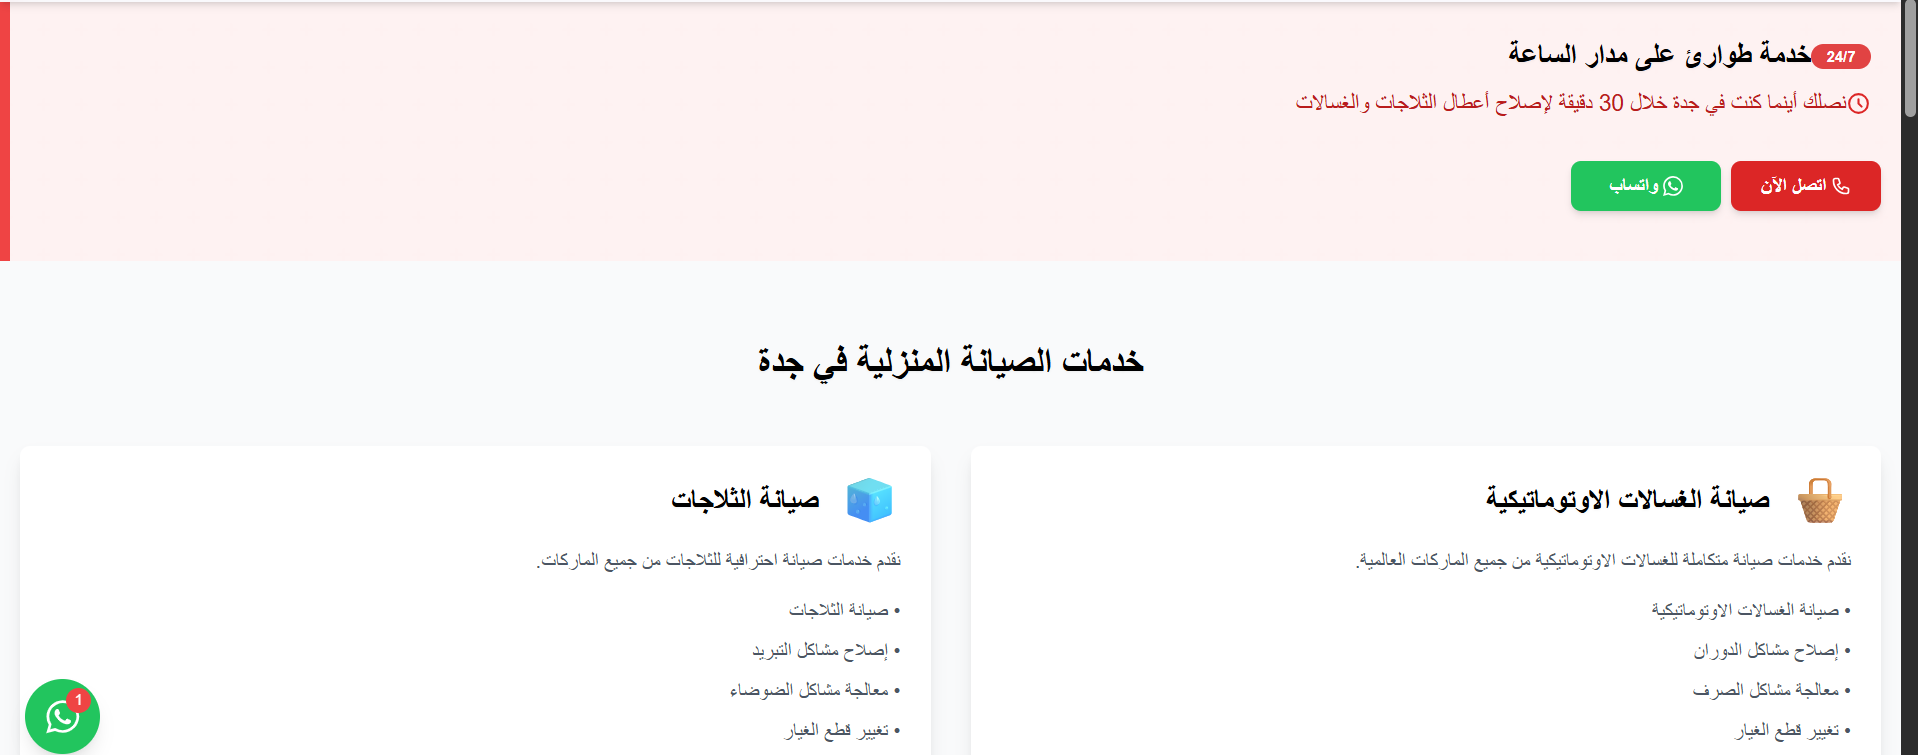 24/7 خدمة طوارئ على مدار الساعة
نصلك أينما كنت في جدة خلال 30 دقيقة لإصلاح أعطال الثلاجات والغسالات
اتصل الآن
واتساب
خدمات الصيانة المنزلية في جدة
صيانة الغسالات الاوتوماتيكية
نقدم خدمات صيانة متكاملة للغسالات الاوتوماتيكية من جميع الماركات العالمية.
• صيانة الغسالات الاوتوماتيكية
• إصلاح مشاكل الدوران
• معالجة مشاكل الصرف
• تغيير قطع الغيار
صيانة الثلاجات
نقدم خدمات صيانة احترافية للثلاجات من جميع الماركات.
• صيانة الثلاجات
• إصلاح مشاكل التبريد
• معالجة مشاكل الضوضاء
• تغيير قطع الغيار
1